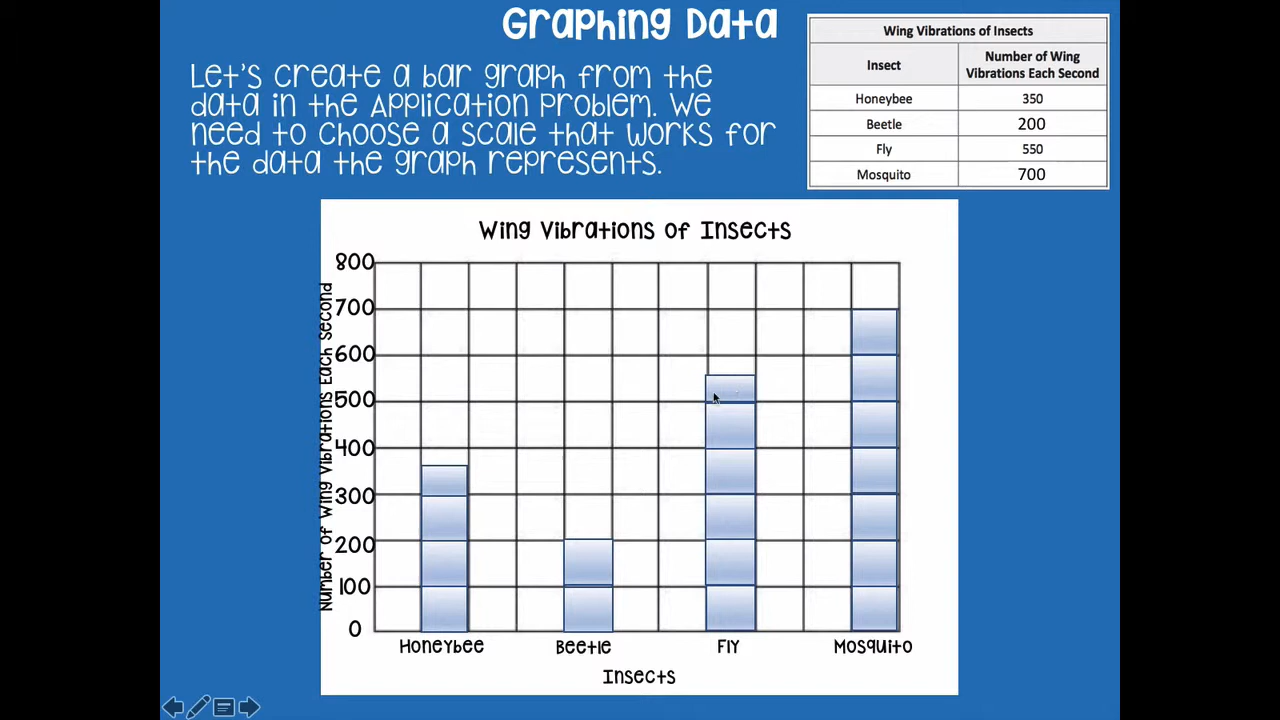 Graphing Data
Let's create a bar graph from the
data in the Application Problem. We
need to choose a scale that works for
the data the graph represents.
Wing Vibrations of Insects
Insect
Number of Wing
Vibrations Each Second
Honeybee 350
Beetle 200
Fly 550
Mosquito 700
Wing Vibrations of Insects
Number of Wing Vibrations Each Second
800
700
600
500
400
300
200
100
0
Honeybee Beetle Fly Mosquito
Insects